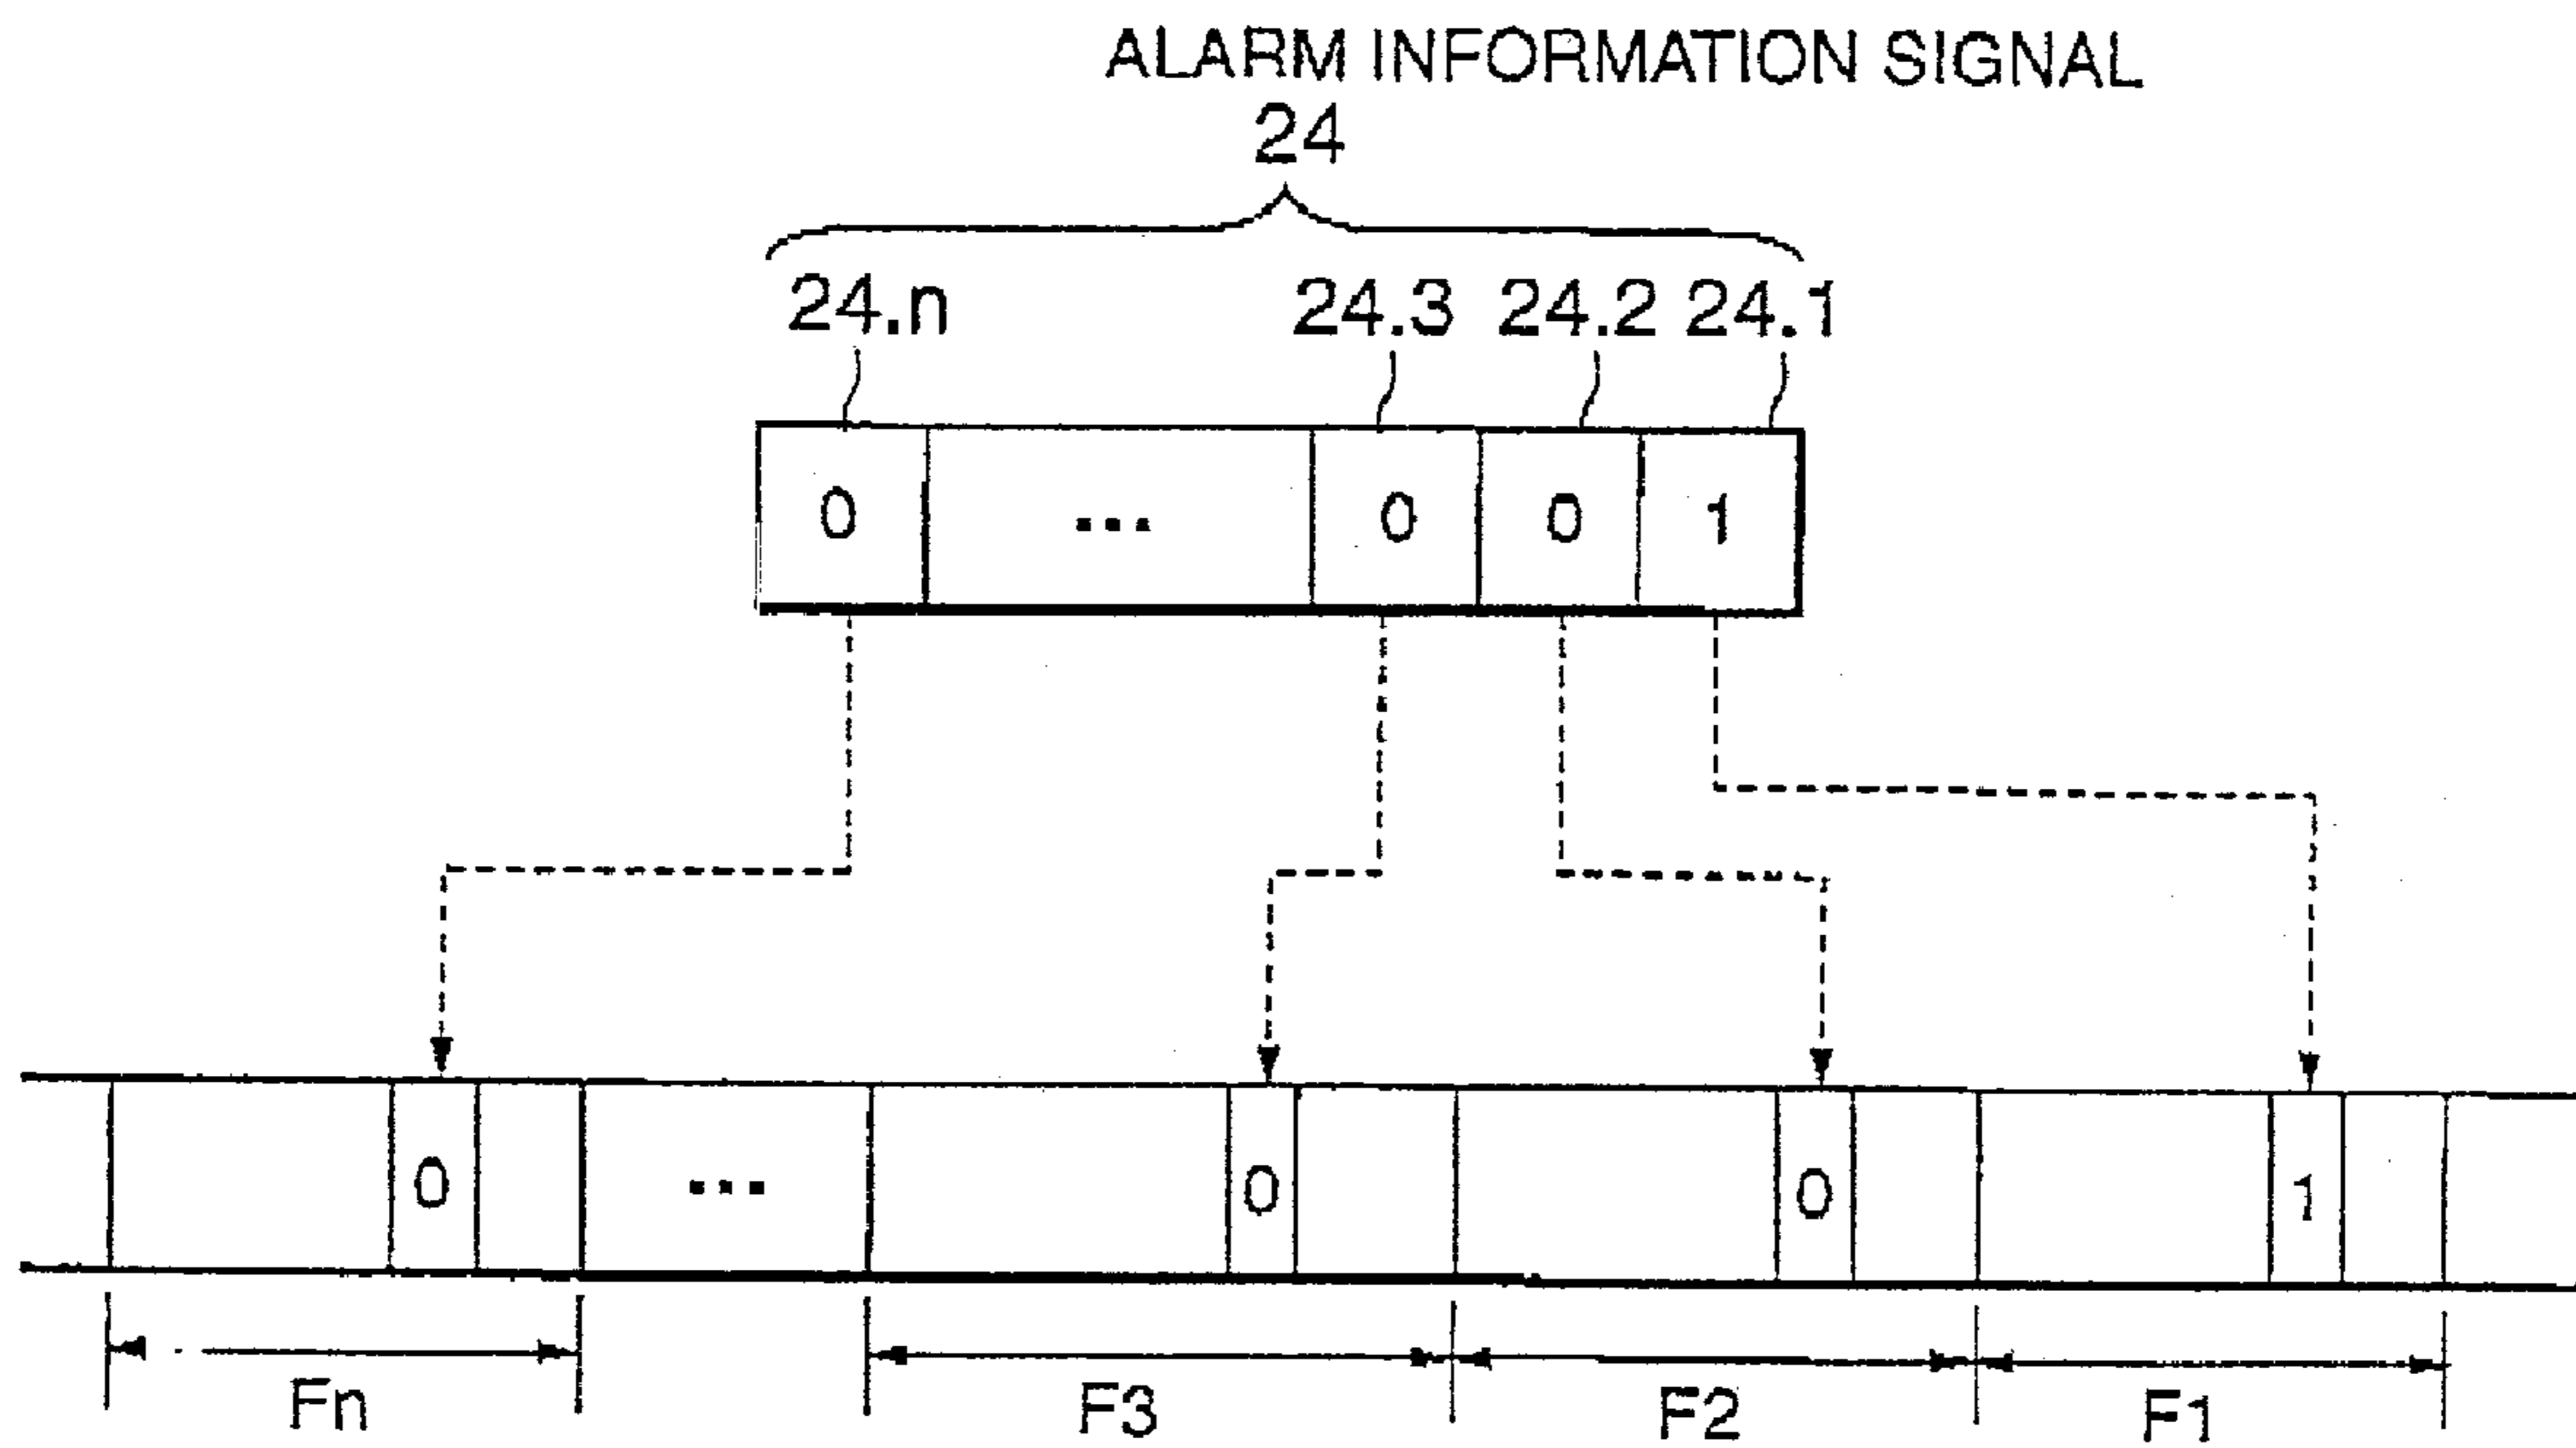 ALARM INFORMATION SIGNAL
24
24.n 24.3 24.2 24.1
0 ... 0 0 1
0 ... 0 0 1
Fn F3 F2 F1